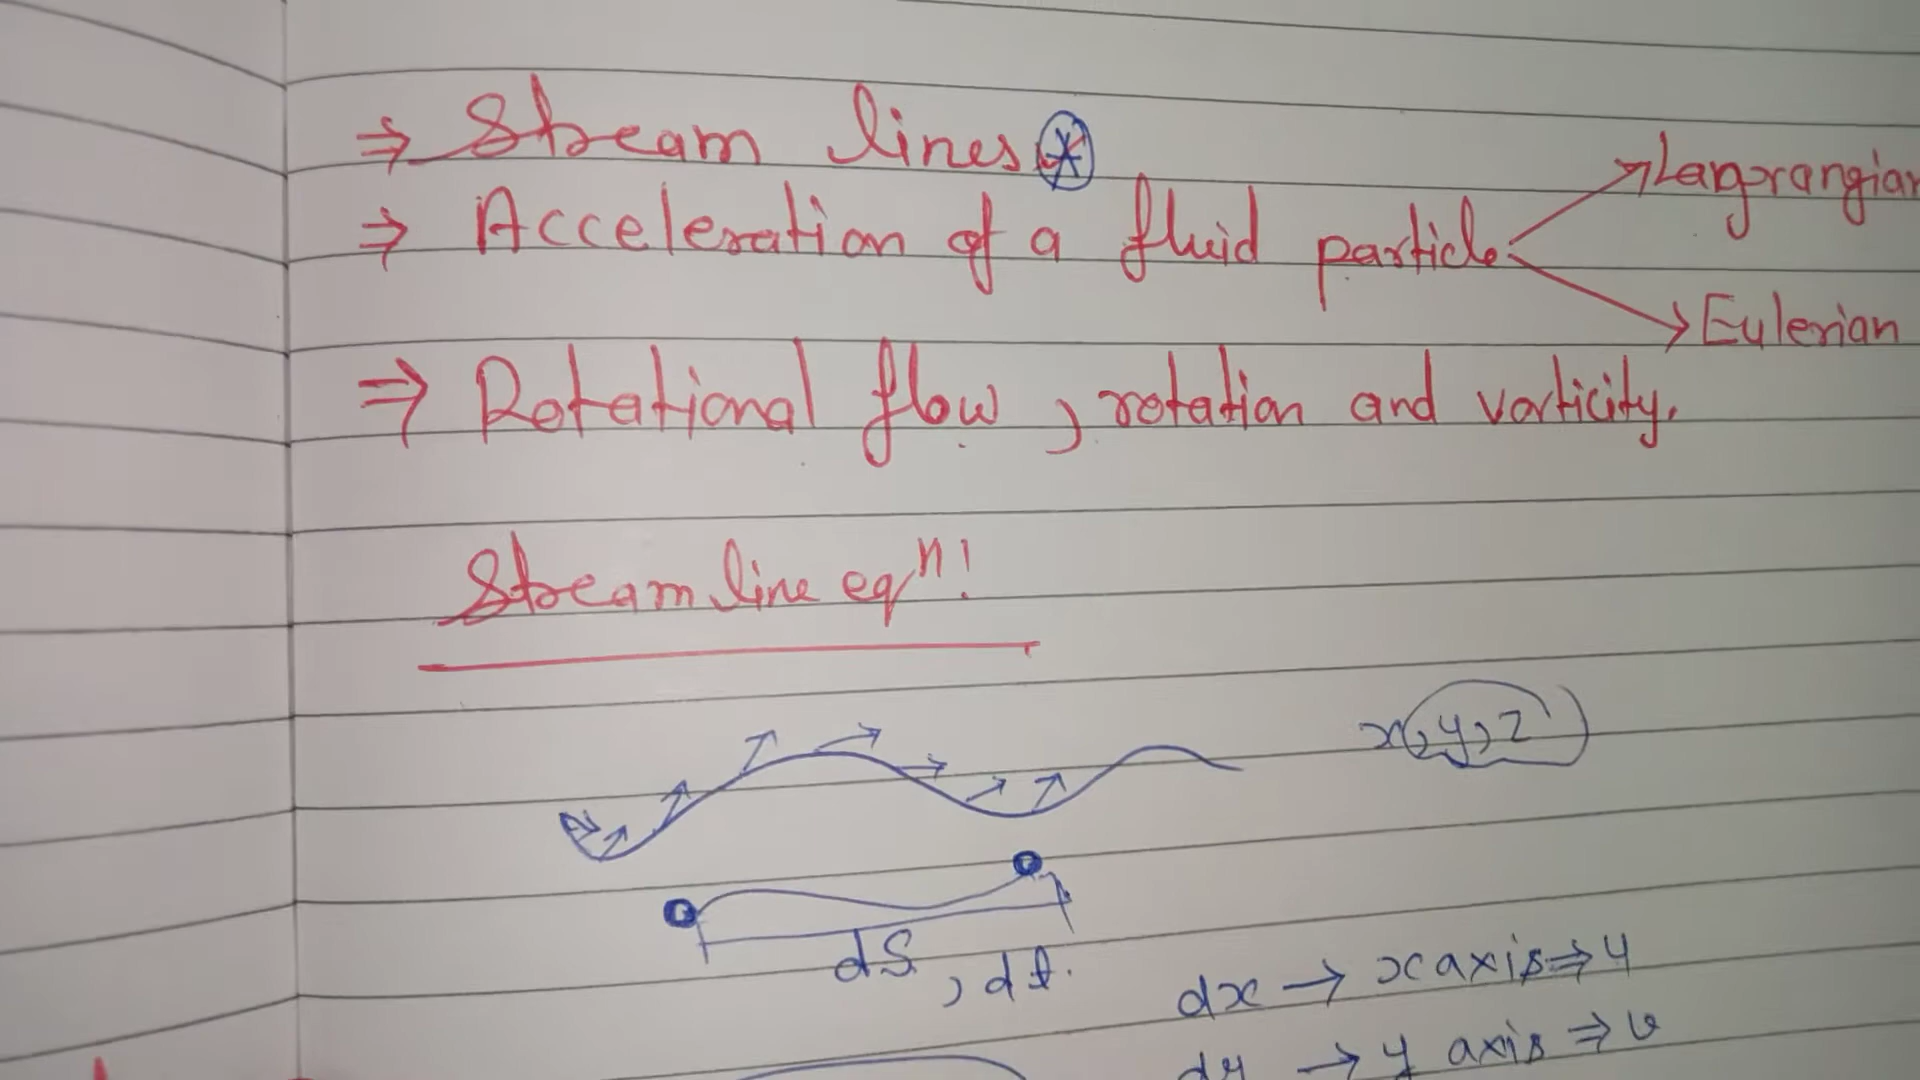 ⇒ Stream lines
⇒ Acceleration of a fluid particle
Langrangian
Eulerian
⇒ Rotational flow, rotation and vorticity.
Stream line eqⁿ:
x, y, z
ds, dt.
dx → x axis ⇒ u
dy → y axis ⇒ v